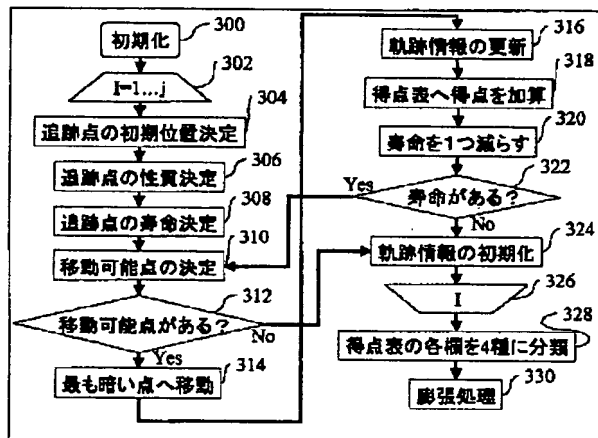 初期化
300
I=1...j
302
追跡点の初期位置決定
304
追跡点の性質決定
306
追跡点の寿命決定
308
移動可能点の決定
310
移動可能点がある?
312
No
Yes
最も暗い点へ移動
314
軌跡情報の更新
316
得点表へ得点を加算
318
寿命を1つ減らす
320
寿命がある?
322
Yes
No
軌跡情報の初期化
324
I
326
得点表の各欄を4種に分類
328
膨張処理
330